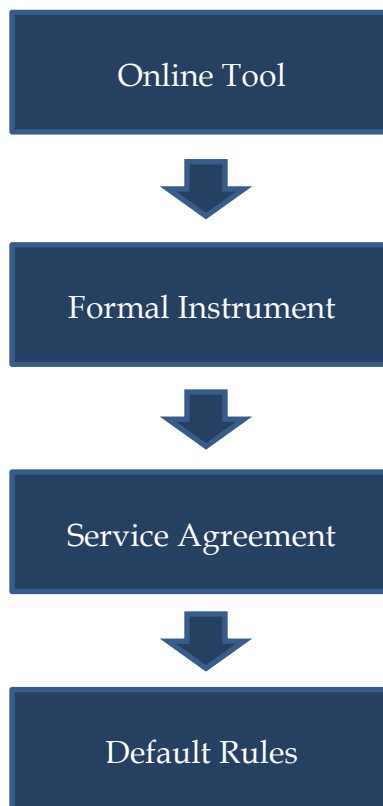 Online Tool
Formal Instrument
Service Agreement
Default Rules